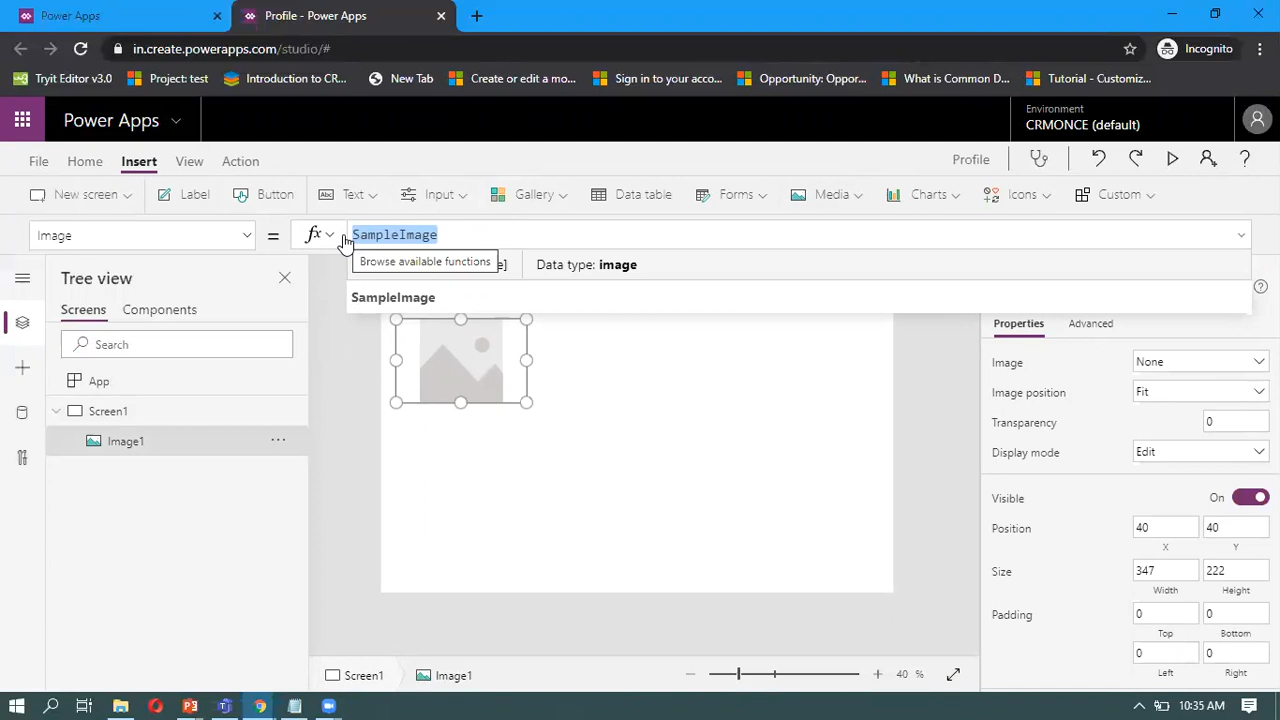 Power Apps
Profile - Power Apps
in.create.powerapps.com/studio/#
Incognito
Tryit Editor v3.0
Project: test
Introduction to CR...
New Tab
Create or edit a mo...
Sign in to your acco...
Opportunity: Oppor...
What is Common D...
Tutorial - Customiz...
Power Apps
Environment
CRMONCE (default)
File
Home
Insert
View
Action
Profile
New screen
Label
Button
Text
Input
Gallery
Data table
Forms
Media
Charts
Icons
Custom
Image
=
fx
SampleImage
Browse available functions
Data type: image
SampleImage
Tree view
Screens
Components
Search
App
Screen1
Image1
Properties
Advanced
Image
None
Image position
Fit
Transparency
0
Display mode
Edit
Visible
On
Position
40
40
X
Y
Size
347
222
Width
Height
Padding
0
0
Top
Bottom
0
0
Left
Right
Screen1
Image1
40 %
10:35 AM